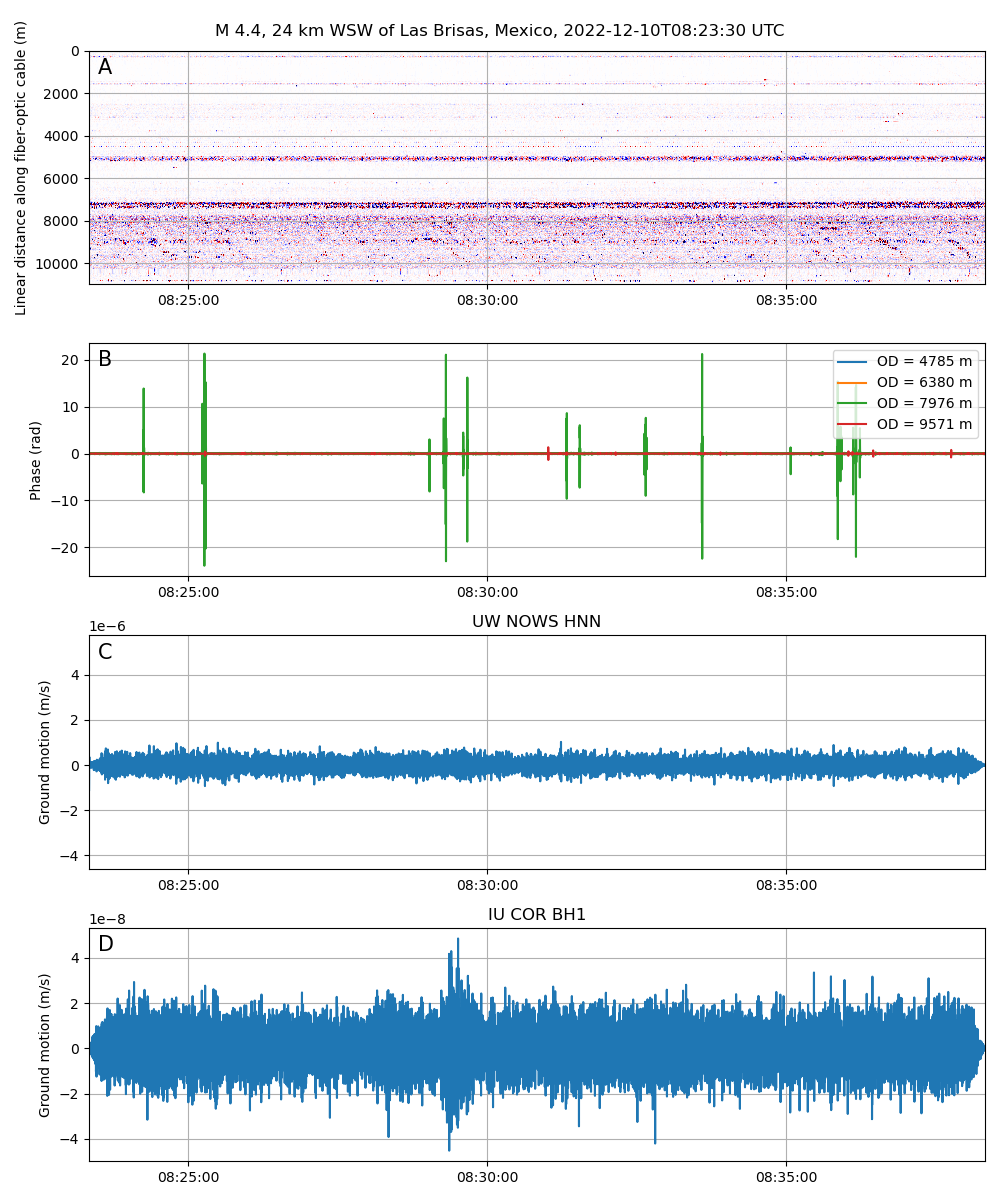 M 4.4, 24 km WSW of Las Brisas, Mexico, 2022-12-10T08:23:30 UTC
Linear distance along fiber-optic cable (m)
A
0
2000
4000
6000
8000
10000
08:25:00 08:30:00 08:35:00
Phase (rad)
B
20
10
0
−10
−20
OD = 4785 m
OD = 6380 m
OD = 7976 m
OD = 9571 m
08:25:00 08:30:00 08:35:00
UW NOWS HNN
1e−6
Ground motion (m/s)
C
4
2
0
−2
−4
08:25:00 08:30:00 08:35:00
IU COR BH1
1e−8
Ground motion (m/s)
D
4
2
0
−2
−4
08:25:00 08:30:00 08:35:00